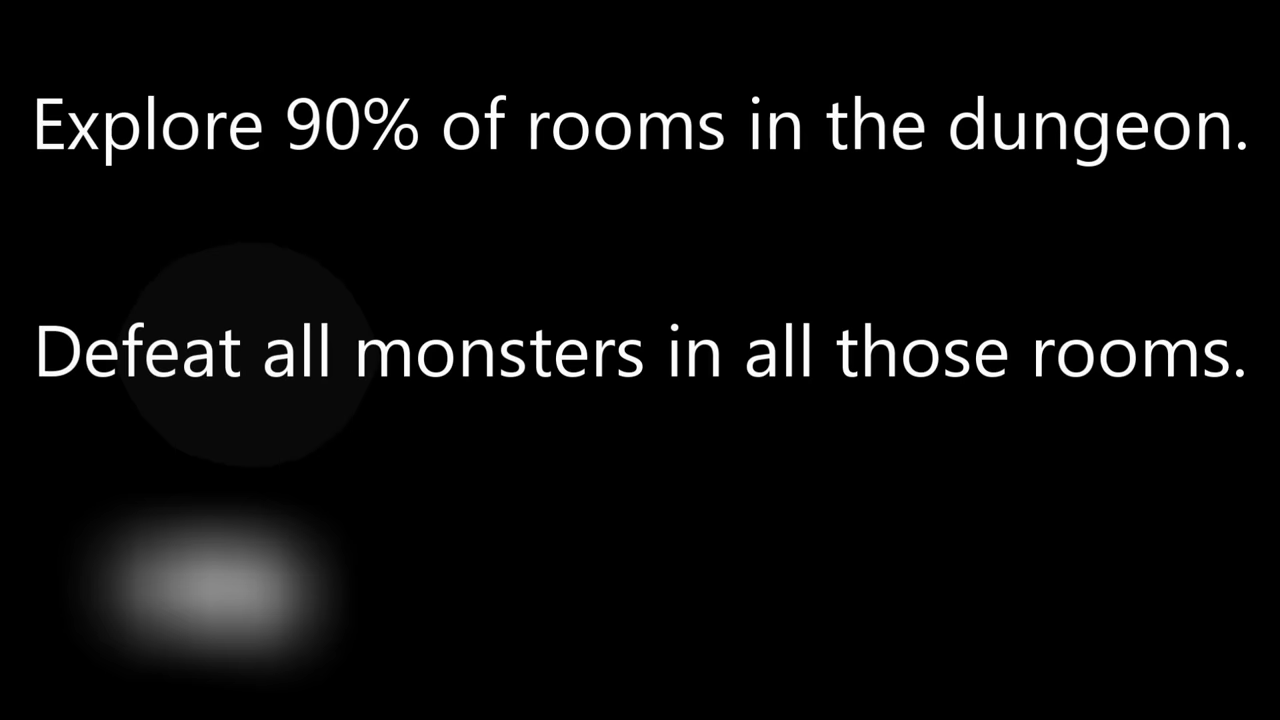 Explore 90% of rooms in the dungeon.
Defeat all monsters in all those rooms.